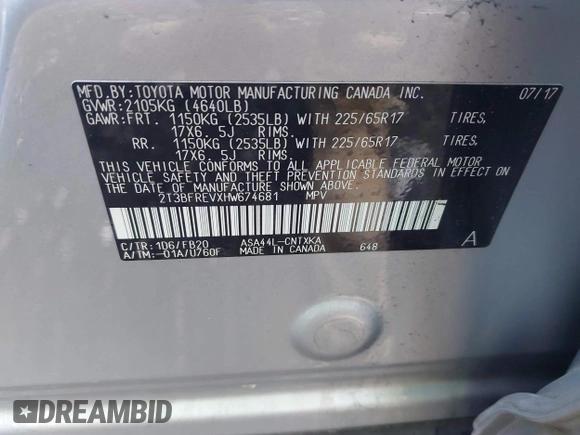 MFD.BY:TOYOTA MOTOR MANUFACTURING CANADA INC. 07/17
GVWR:2105KG (4640LB)
GAWR:FRT. 1150KG (2535LB) WITH 225/65R17 TIRES,
17X6.5J RIMS.
RR. 1150KG (2535LB) WITH 225/65R17 TIRES,
17X6.5J RIMS.
THIS VEHICLE CONFORMS TO ALL APPLICABLE FEDERAL MOTOR
VEHICLE SAFETY AND THEFT PREVENTION STANDARDS IN EFFECT ON
THE DATE OF MANUFACTURE SHOWN ABOVE.
2T3BFREVXHW674681 MPV
C/TR:1D6/FB20 ASA44L-CNTXKA A
A/TM:-01A/U760F MADE IN CANADA 648
DREAMBID